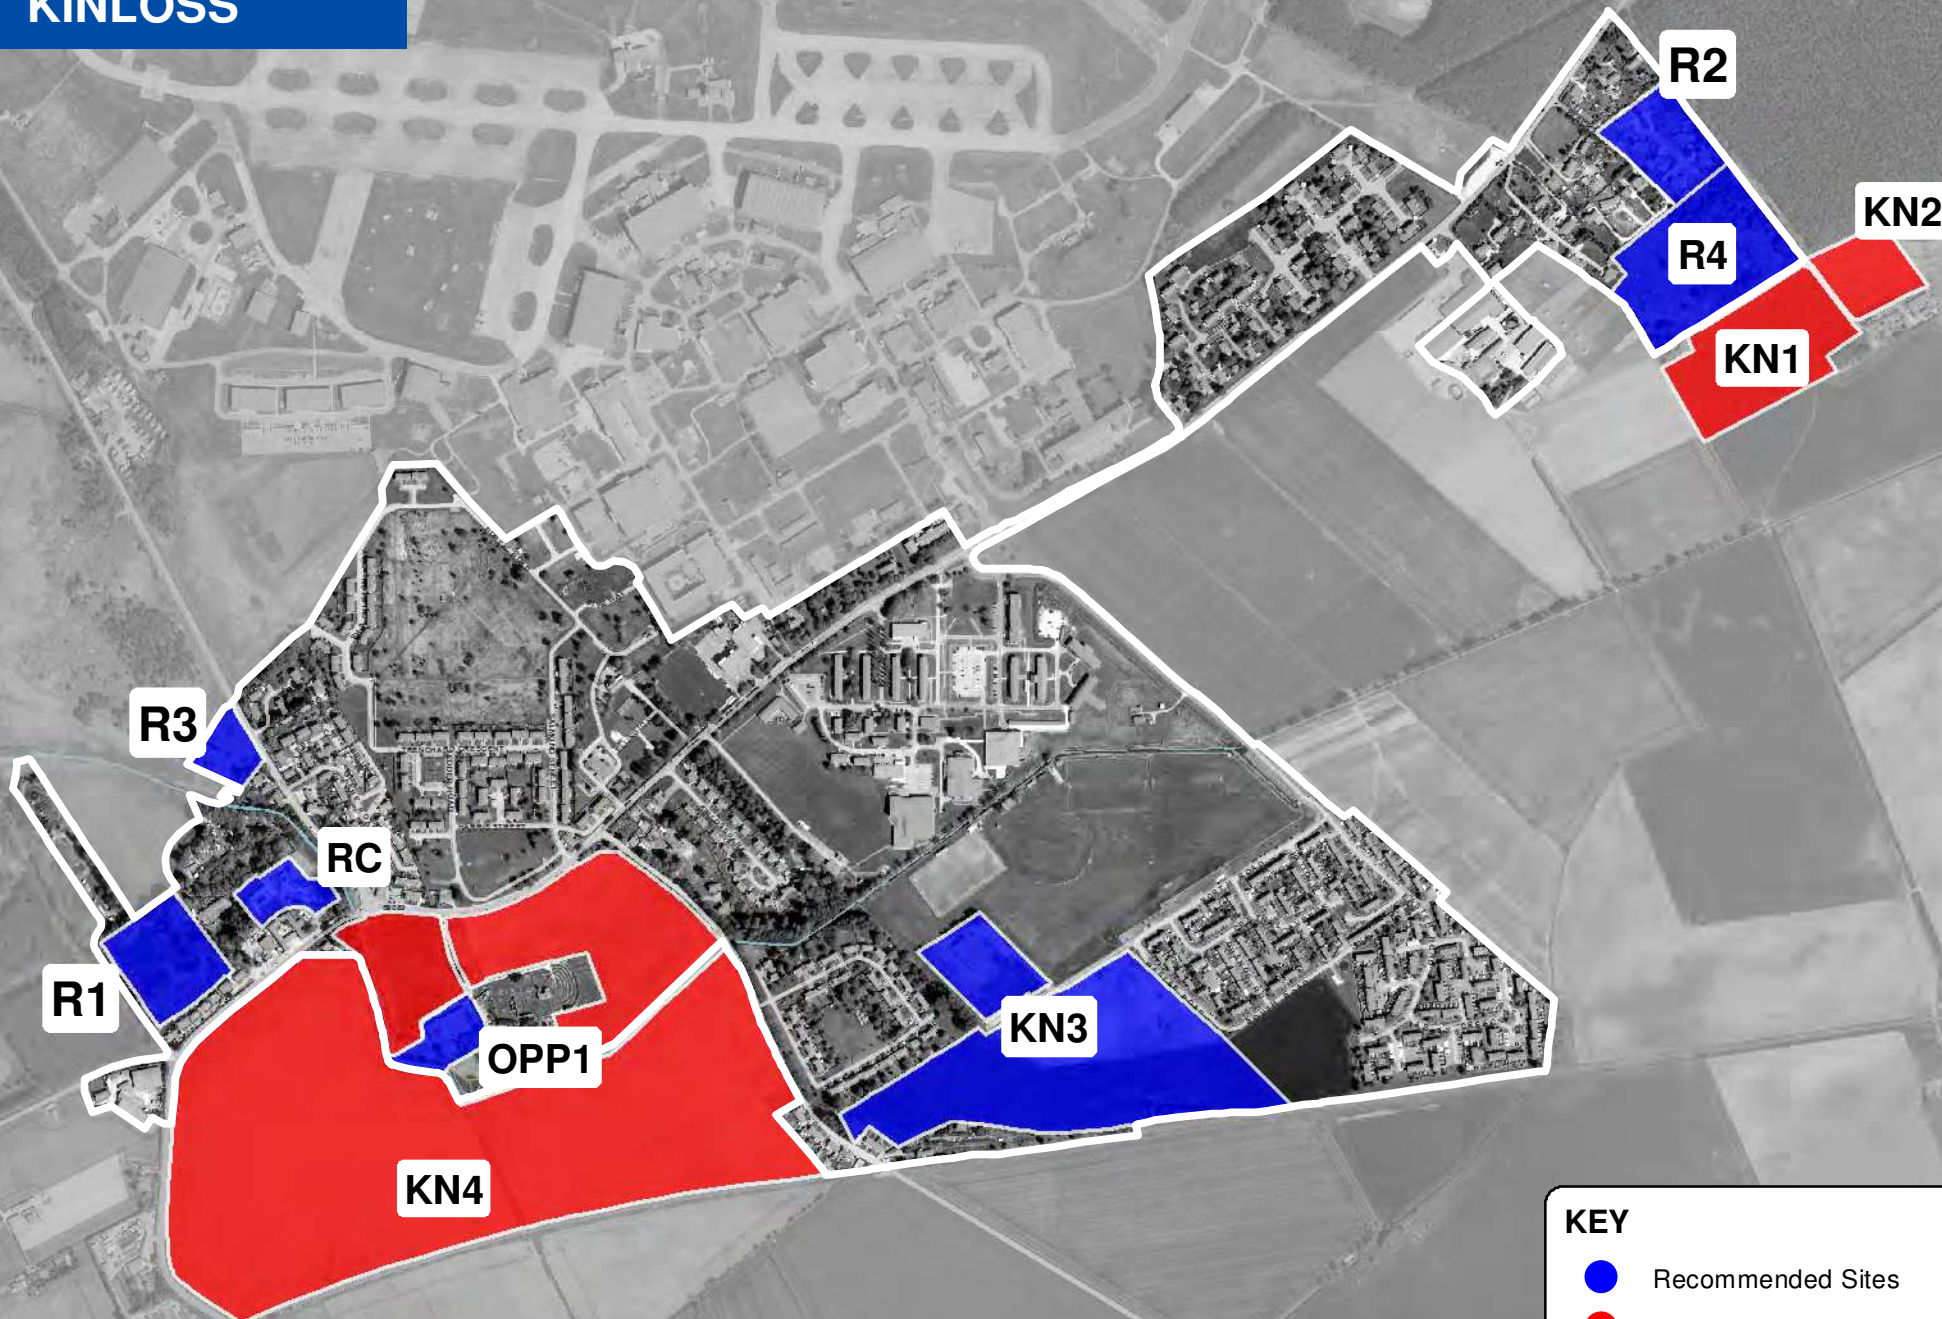 KINLOSS
R2
KN2
R4
KN1
R3
RC
R1
KN3
OPP1
KN4
KEY
Recommended Sites